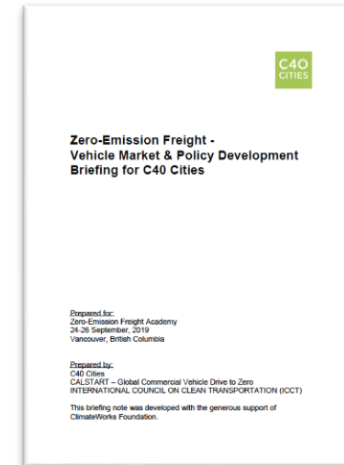 C40
CITIES
Zero-Emission Freight -
Vehicle Market & Policy Development
Briefing for C40 Cities
Prepared for:
Zero-Emission Freight Academy
24-26 September, 2019
Vancouver, British Columbia
Prepared by:
C40 Cities
CALSTART – Global Commercial Vehicle Drive to Zero
INTERNATIONAL COUNCIL ON CLEAN TRANSPORTATION (ICCT)
This briefing note was developed with the generous support of
ClimateWorks Foundation.